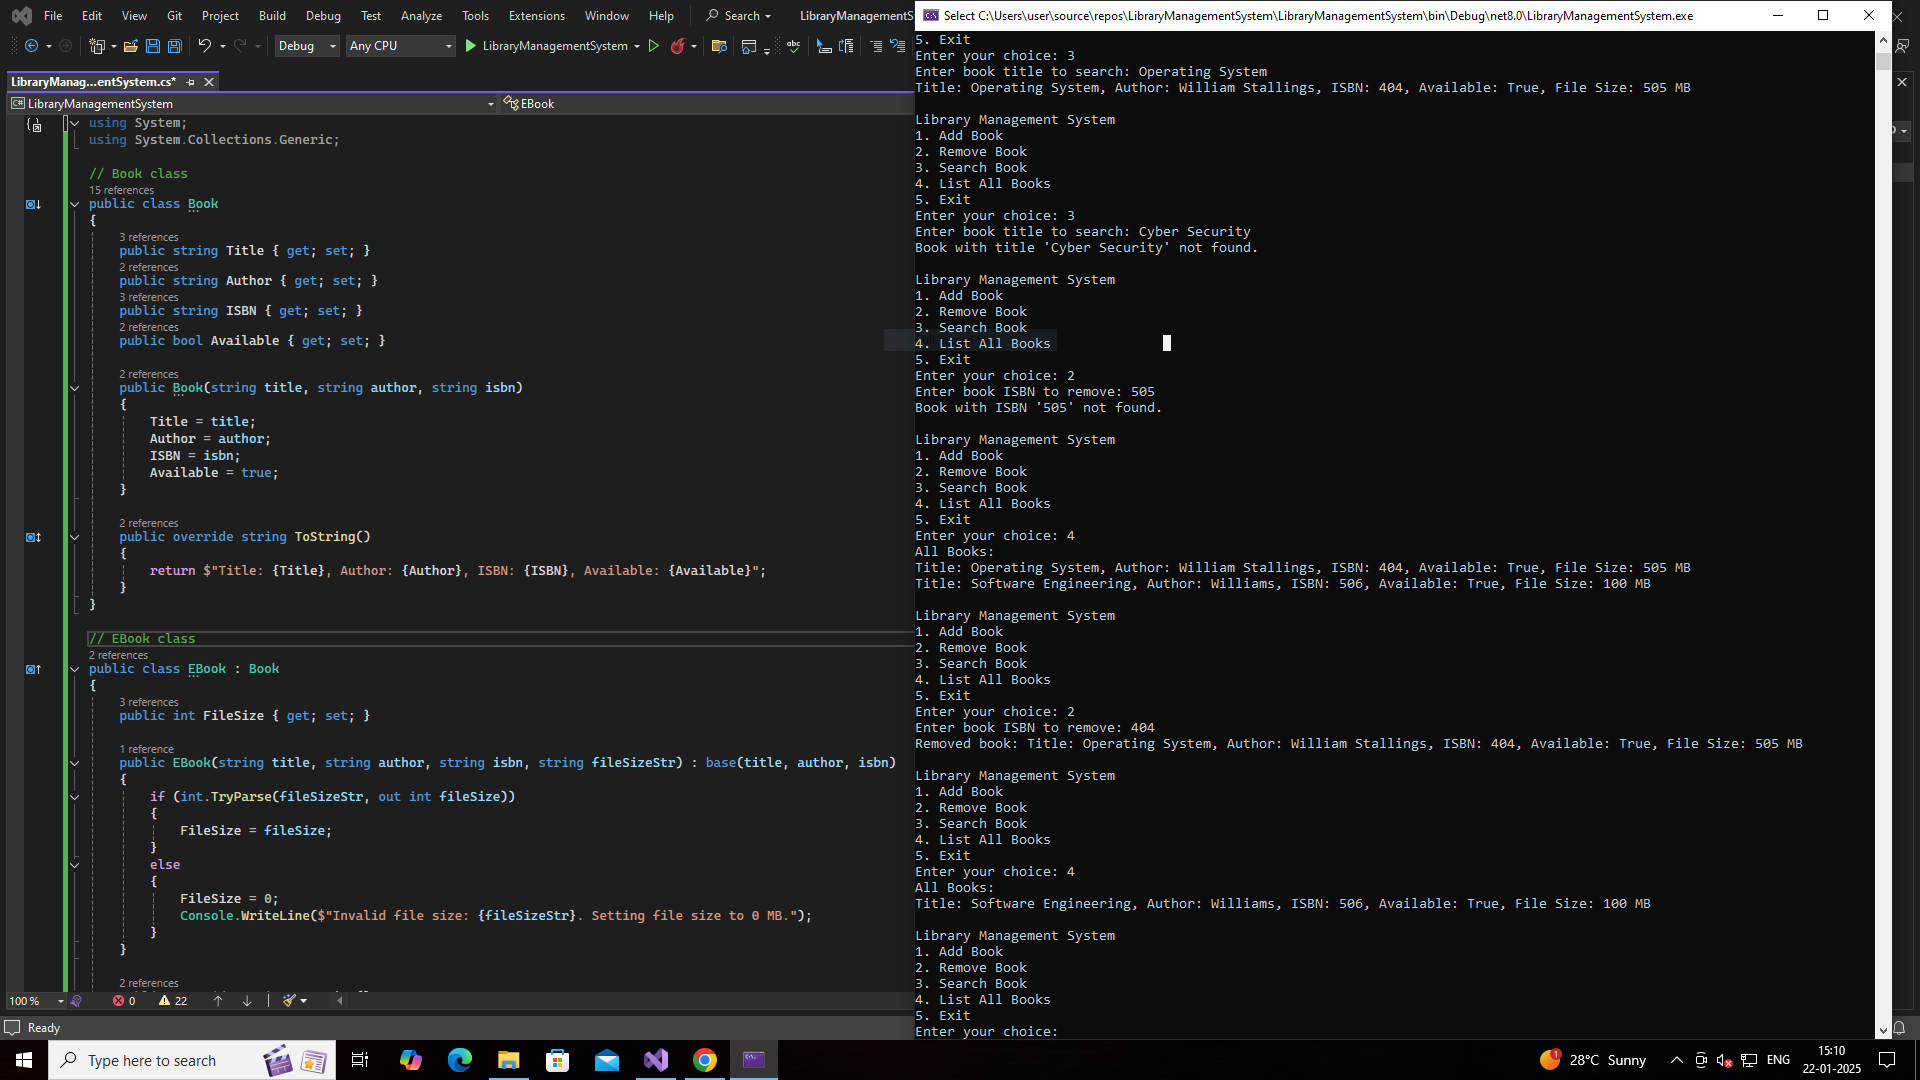 File Edit View Git Project Build Debug Test Analyze Tools Extensions Window Help Search LibraryManagementS
Debug Any CPU LibraryManagementSystem
LibraryManag...entSystem.cs*
LibraryManagementSystem EBook
using System;
using System.Collections.Generic;
// Book class
15 references
public class Book
{
3 references
public string Title { get; set; }
2 references
public string Author { get; set; }
3 references
public string ISBN { get; set; }
2 references
public bool Available { get; set; }
2 references
public Book(string title, string author, string isbn)
{
Title = title;
Author = author;
ISBN = isbn;
Available = true;
}
2 references
public override string ToString()
{
return $"Title: {Title}, Author: {Author}, ISBN: {ISBN}, Available: {Available}";
}
}
// EBook class
2 references
public class EBook : Book
{
3 references
public int FileSize { get; set; }
1 reference
public EBook(string title, string author, string isbn, string fileSizeStr) : base(title, author, isbn)
{
if (int.TryParse(fileSizeStr, out int fileSize))
{
FileSize = fileSize;
}
else
{
FileSize = 0;
Console.WriteLine($"Invalid file size: {fileSizeStr}. Setting file size to 0 MB.");
}
}
2 references
100 % 0 22
Ready
Select C:\Users\user\source\repos\LibraryManagementSystem\LibraryManagementSystem\bin\Debug\net8.0\LibraryManagementSystem.exe
5. Exit
Enter your choice: 3
Enter book title to search: Operating System
Title: Operating System, Author: William Stallings, ISBN: 404, Available: True, File Size: 505 MB
Library Management System
1. Add Book
2. Remove Book
3. Search Book
4. List All Books
5. Exit
Enter your choice: 3
Enter book title to search: Cyber Security
Book with title 'Cyber Security' not found.
Library Management System
1. Add Book
2. Remove Book
3. Search Book
4. List All Books
5. Exit
Enter your choice: 2
Enter book ISBN to remove: 505
Book with ISBN '505' not found.
Library Management System
1. Add Book
2. Remove Book
3. Search Book
4. List All Books
5. Exit
Enter your choice: 4
All Books:
Title: Operating System, Author: William Stallings, ISBN: 404, Available: True, File Size: 505 MB
Title: Software Engineering, Author: Williams, ISBN: 506, Available: True, File Size: 100 MB
Library Management System
1. Add Book
2. Remove Book
3. Search Book
4. List All Books
5. Exit
Enter your choice: 2
Enter book ISBN to remove: 404
Removed book: Title: Operating System, Author: William Stallings, ISBN: 404, Available: True, File Size: 505 MB
Library Management System
1. Add Book
2. Remove Book
3. Search Book
4. List All Books
5. Exit
Enter your choice: 4
All Books:
Title: Software Engineering, Author: Williams, ISBN: 506, Available: True, File Size: 100 MB
Library Management System
1. Add Book
2. Remove Book
3. Search Book
4. List All Books
5. Exit
Enter your choice:
Type here to search
1 28°C Sunny ENG 15:10
22-01-2025